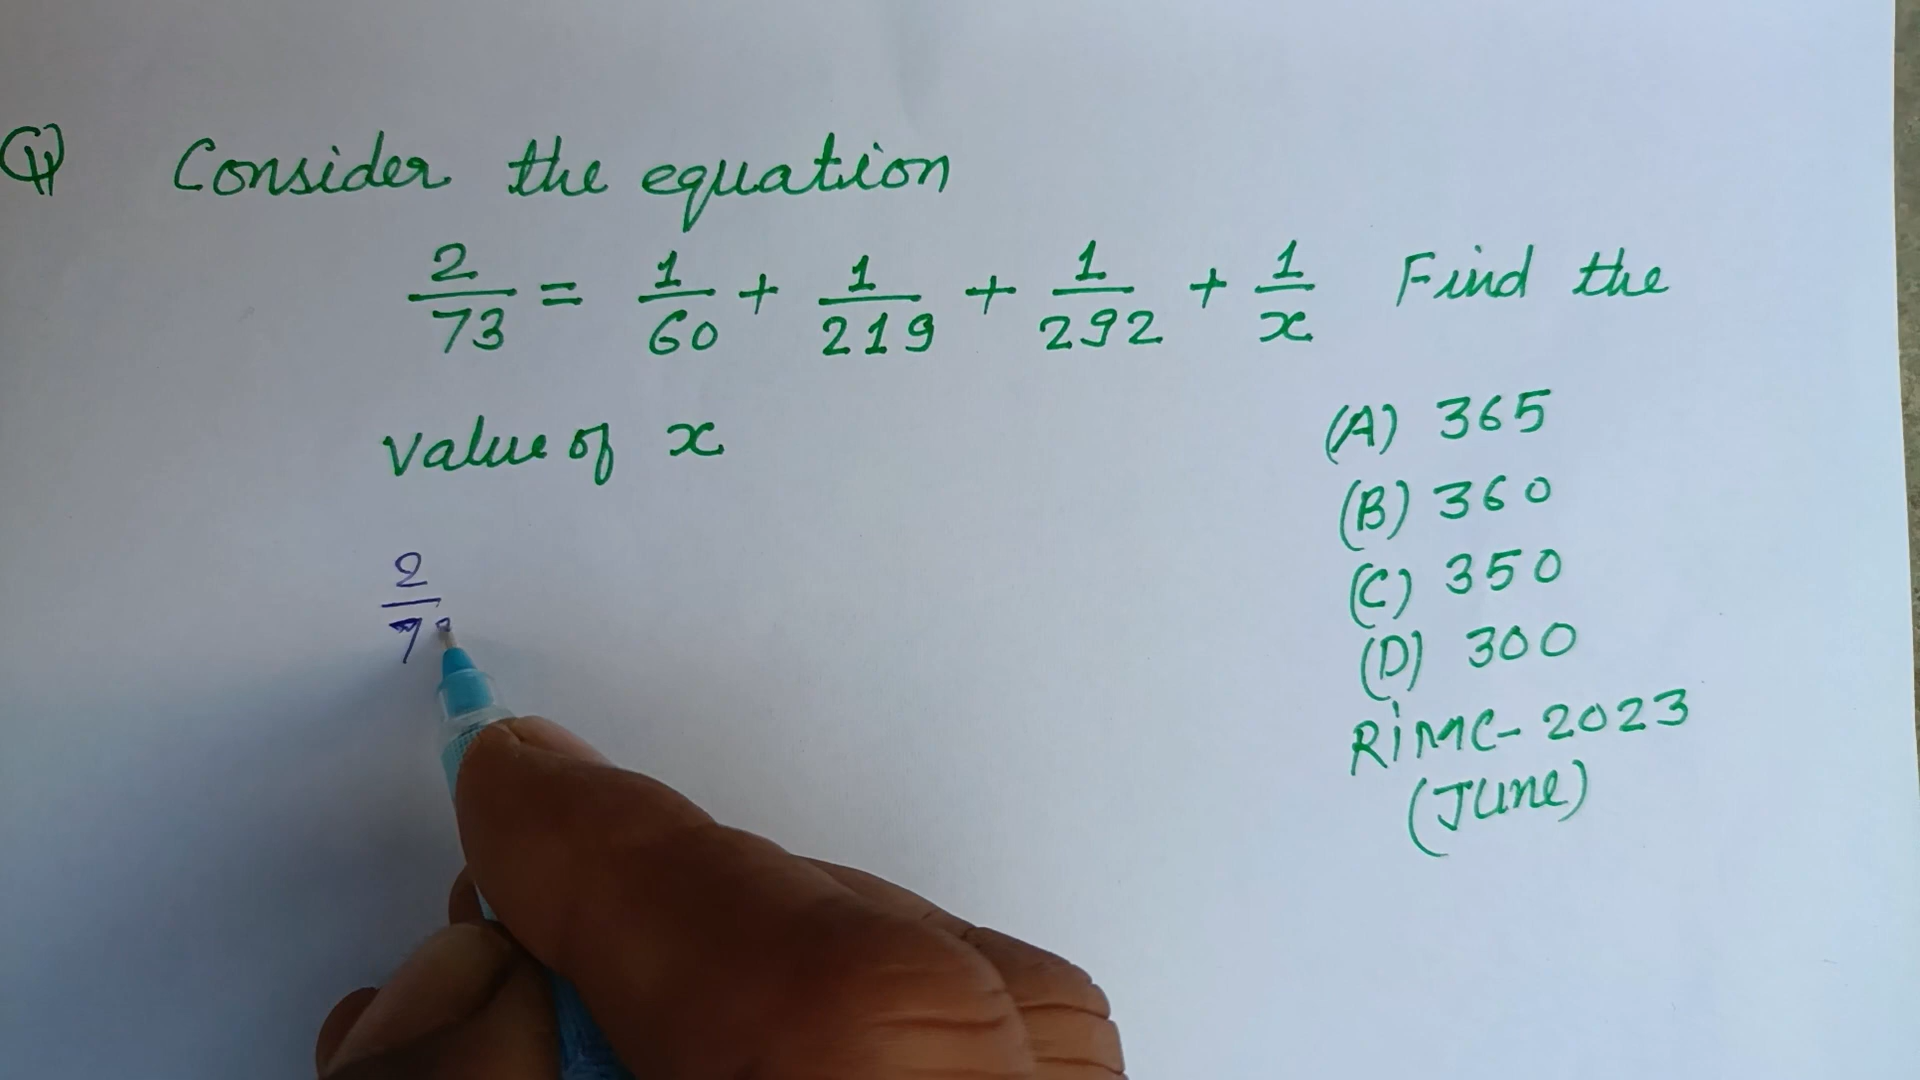 Q) Consider the equation
2/73 = 1/60 + 1/219 + 1/292 + 1/x Find the
value of x
(A) 365
(B) 360
(C) 350
(D) 300
RIMC-2023
(June)
2/7